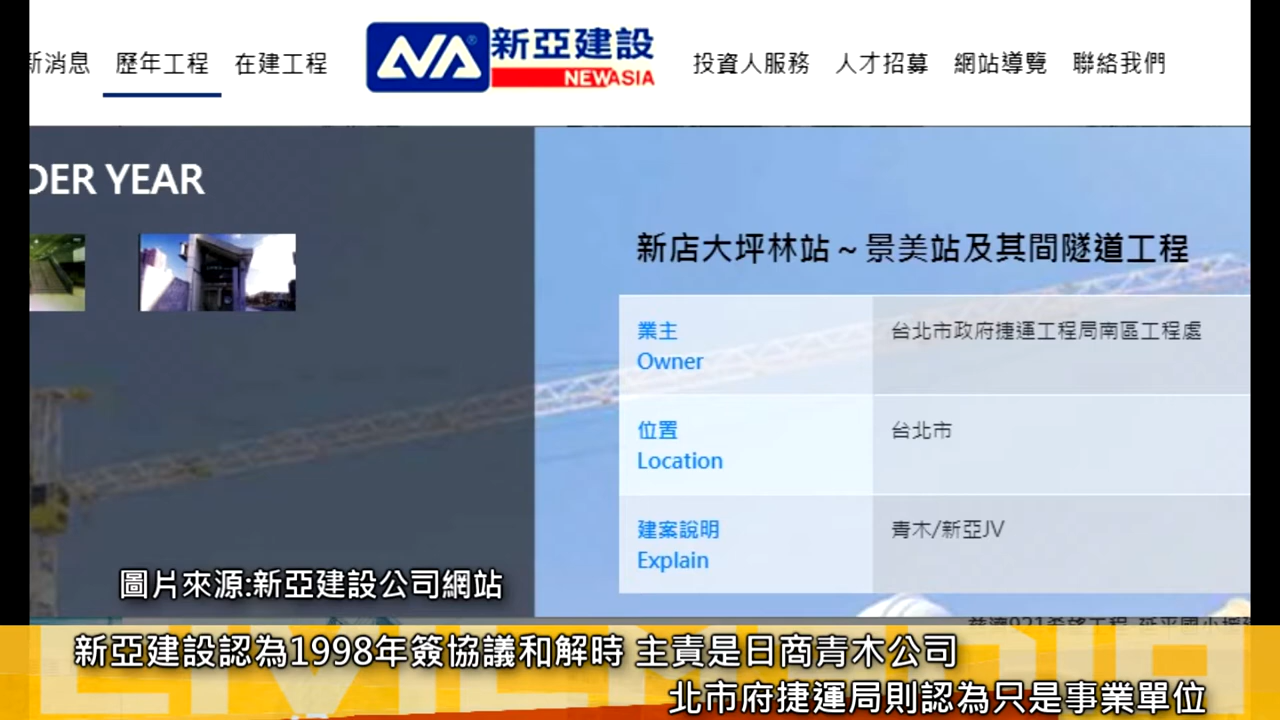 新消息 歷年工程 在建工程 新亞建設 NEWASIA 投資人服務 人才招募 網站導覽 聯絡我們
DER YEAR
新店大坪林站～景美站及其間隧道工程
業主 台北市政府捷運工程局南區工程處
Owner
位置 台北市
Location
建案說明 青木/新亞JV
Explain
圖片來源:新亞建設公司網站
新亞建設認為1998年簽協議和解時 主責是日商青木公司
北市府捷運局則認為只是事業單位